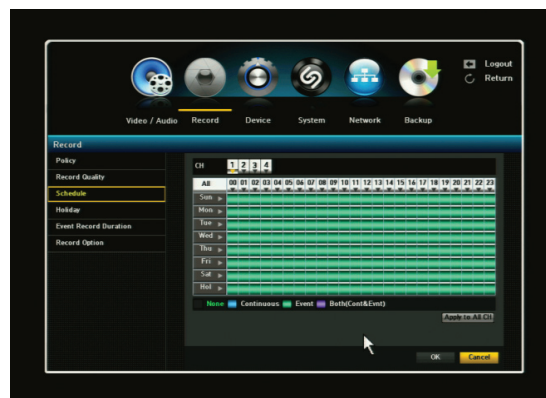 Logout
Return
Video / Audio Record Device System Network Backup
Record
Policy
Record Quality
Schedule
Holiday
Event Record Duration
Record Option
CH 1 2 3 4
All 00 01 02 03 04 05 06 07 08 09 10 11 12 13 14 15 16 17 18 19 20 21 22 23
Sun
Mon
Tue
Wed
Thu
Fri
Sat
Hol
None Continuous Event Both(Cont&Evnt)
Apply to All CH
OK Cancel